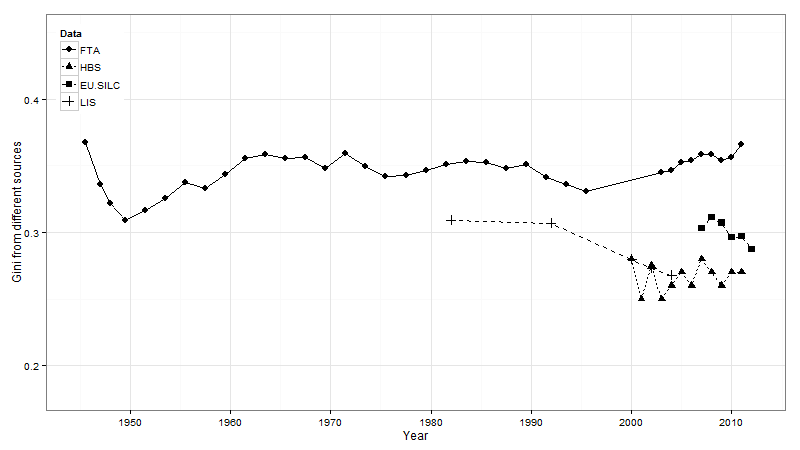 Data
FTA
HBS
EU.SILC
LIS
0.4
0.3
0.2
Gini from different sources
1950 1960 1970 1980 1990 2000 2010
Year